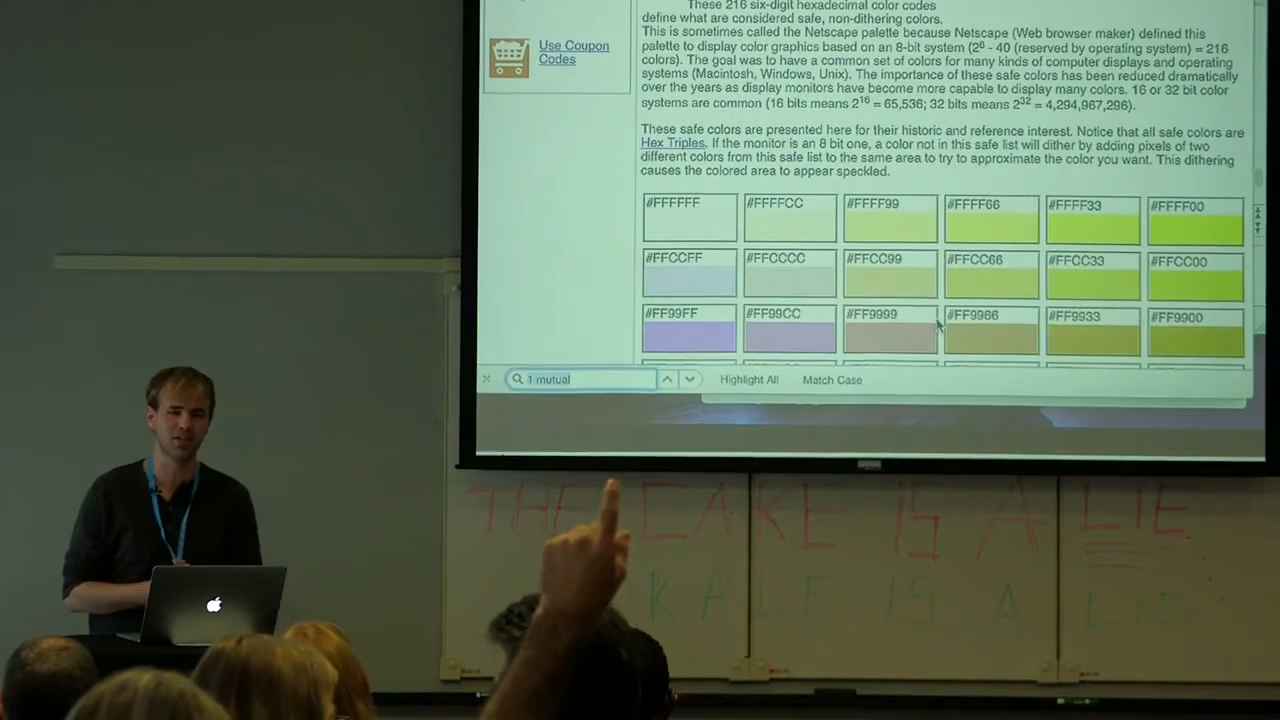 These 216 six-digit hexadecimal color codes
define what are considered safe, non-dithering colors.
This is sometimes called the Netscape palette because Netscape (Web browser maker) defined this
palette to display color graphics based on an 8-bit system (2⁸ - 40 (reserved by operating system) = 216
colors). The goal was to have a common set of colors for many kinds of computer displays and operating
systems (Macintosh, Windows, Unix). The importance of these safe colors has been reduced dramatically
over the years as display monitors have become more capable to display many colors. 16 or 32 bit color
systems are common (16 bits means 2¹⁶ = 65,536; 32 bits means 2³² = 4,294,967,296).
Use Coupon
Codes
These safe colors are presented here for their historic and reference interest. Notice that all safe colors are
Hex Triples. If the monitor is an 8 bit one, a color not in this safe list will dither by adding pixels of two
different colors from this safe list to the same area to try to approximate the color you want. This dithering
causes the colored area to appear speckled.
#FFFFFF #FFFFCC #FFFF99 #FFFF66 #FFFF33 #FFFF00
#FFCCFF #FFCCCC #FFCC99 #FFCC66 #FFCC33 #FFCC00
#FF99FF #FF99CC #FF9999 #FF9966 #FF9933 #FF9900
1 mutual Highlight All Match Case
THE CAKE IS A LIE
KALE IS A LIE